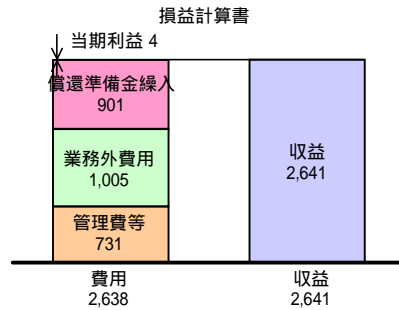 損益計算書
当期利益 4
償還準備金繰入
901
業務外費用
1,005
管理費等
731
収益
2,641
費用
2,638
収益
2,641